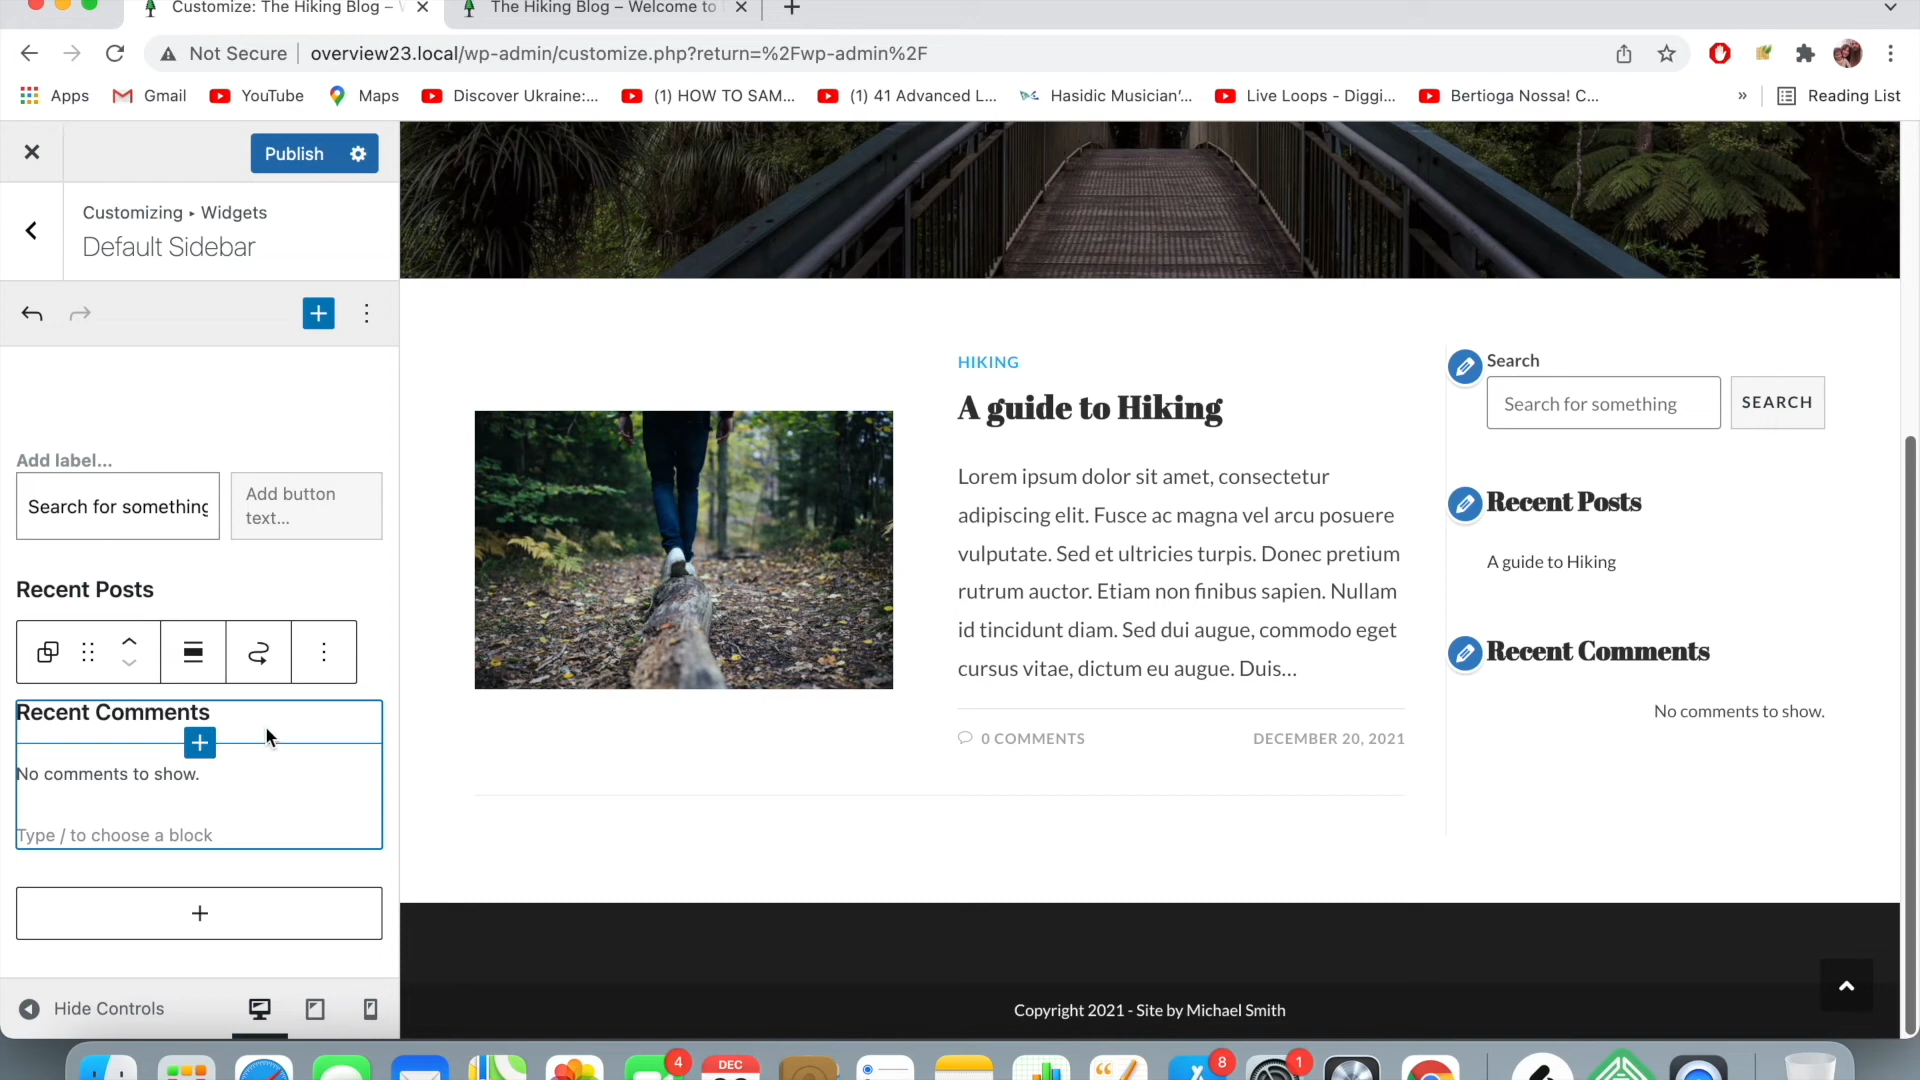 Customize: The Hiking Blog – W
The Hiking Blog – Welcome to
Not Secure overview23.local/wp-admin/customize.php?return=%2Fwp-admin%2F
Apps Gmail YouTube Maps Discover Ukraine:... (1) HOW TO SAM... (1) 41 Advanced L... Hasidic Musician'... Live Loops - Diggi... Bertioga Nossa! C... » Reading List
Publish
Customizing ▸ Widgets
Default Sidebar
Add label...
Search for something
Add button
text...
Recent Posts
Recent Comments
No comments to show.
Type / to choose a block
Hide Controls
HIKING
A guide to Hiking
Lorem ipsum dolor sit amet, consectetur
adipiscing elit. Fusce ac magna vel arcu posuere
vulputate. Sed et ultricies turpis. Donec pretium
rutrum auctor. Etiam non finibus sapien. Nullam
id tincidunt diam. Sed dui augue, commodo eget
cursus vitae, dictum eu augue. Duis...
0 COMMENTS DECEMBER 20, 2021
Search
Search for something SEARCH
Recent Posts
A guide to Hiking
Recent Comments
No comments to show.
Copyright 2021 - Site by Michael Smith
4 DEC 8 1